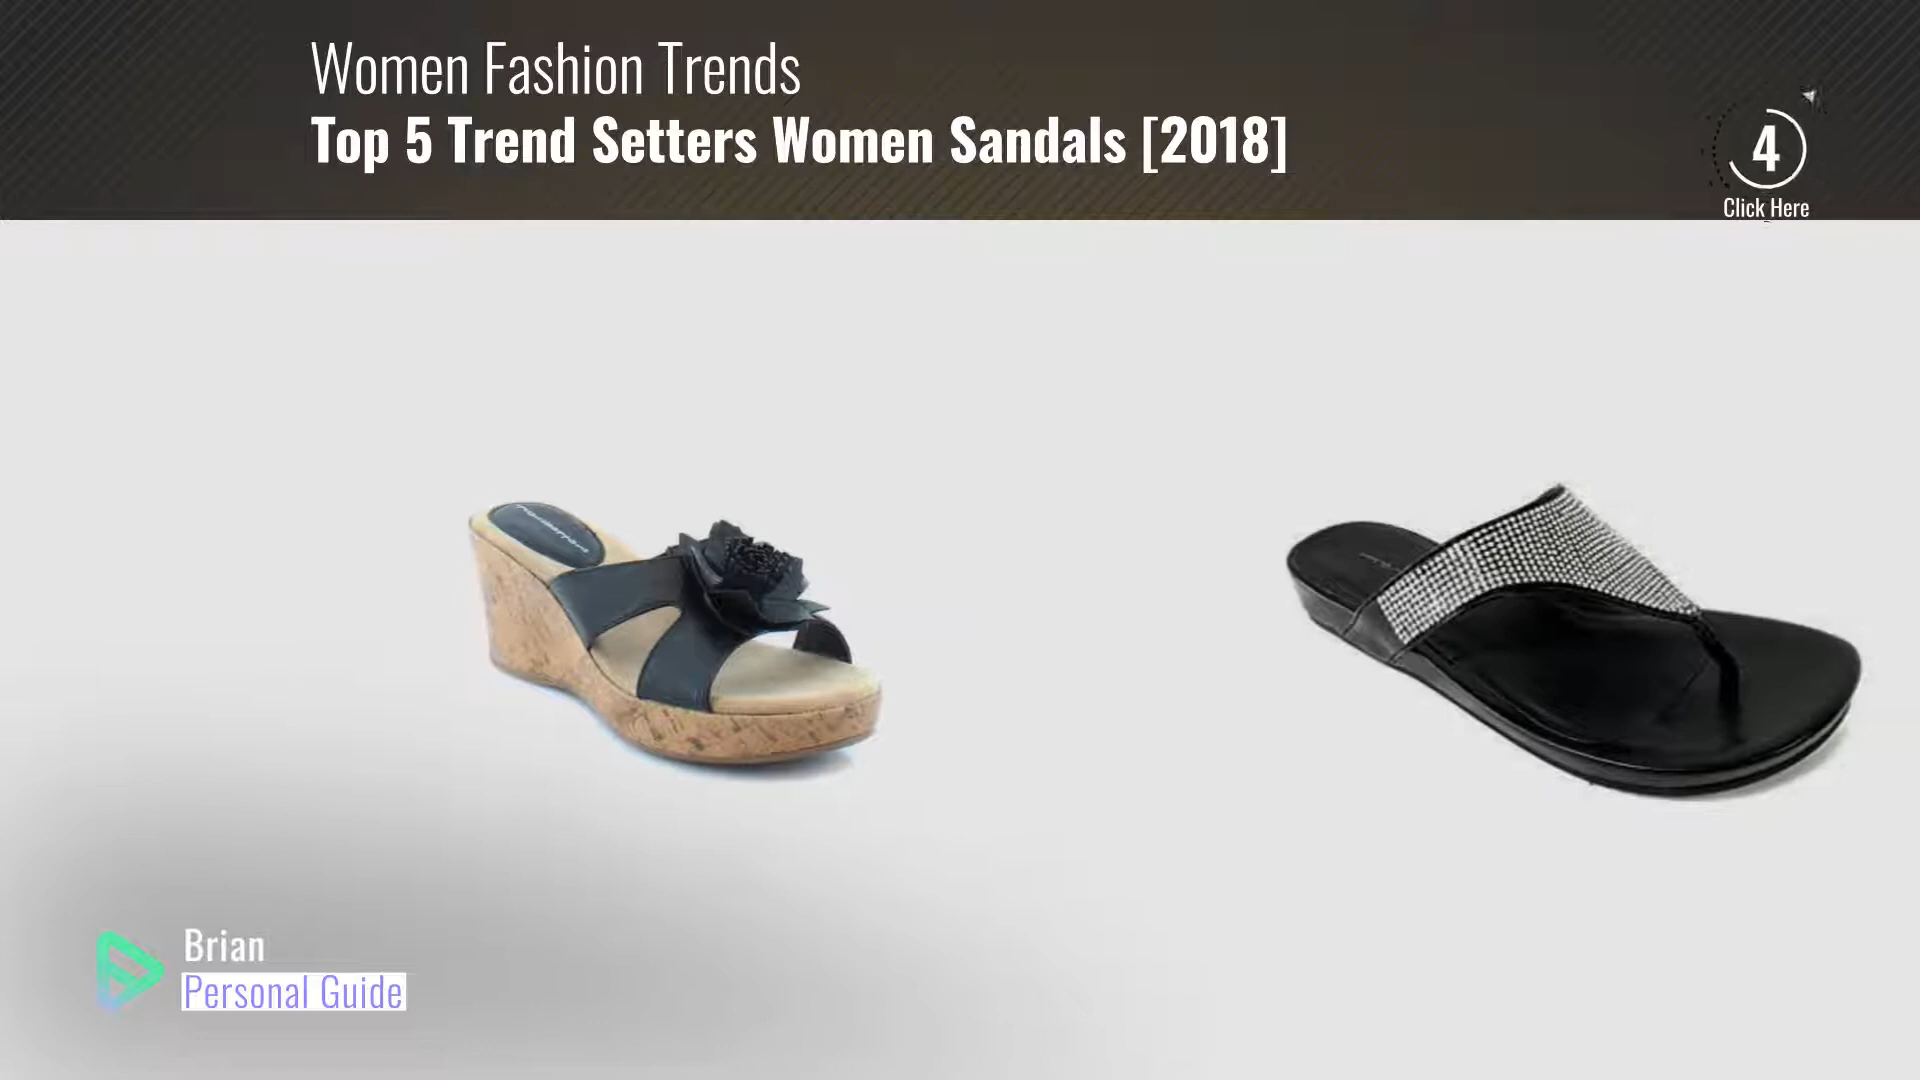 Women Fashion Trends
Top 5 Trend Setters Women Sandals [2018]
4
Click Here
Brian
Personal Guide